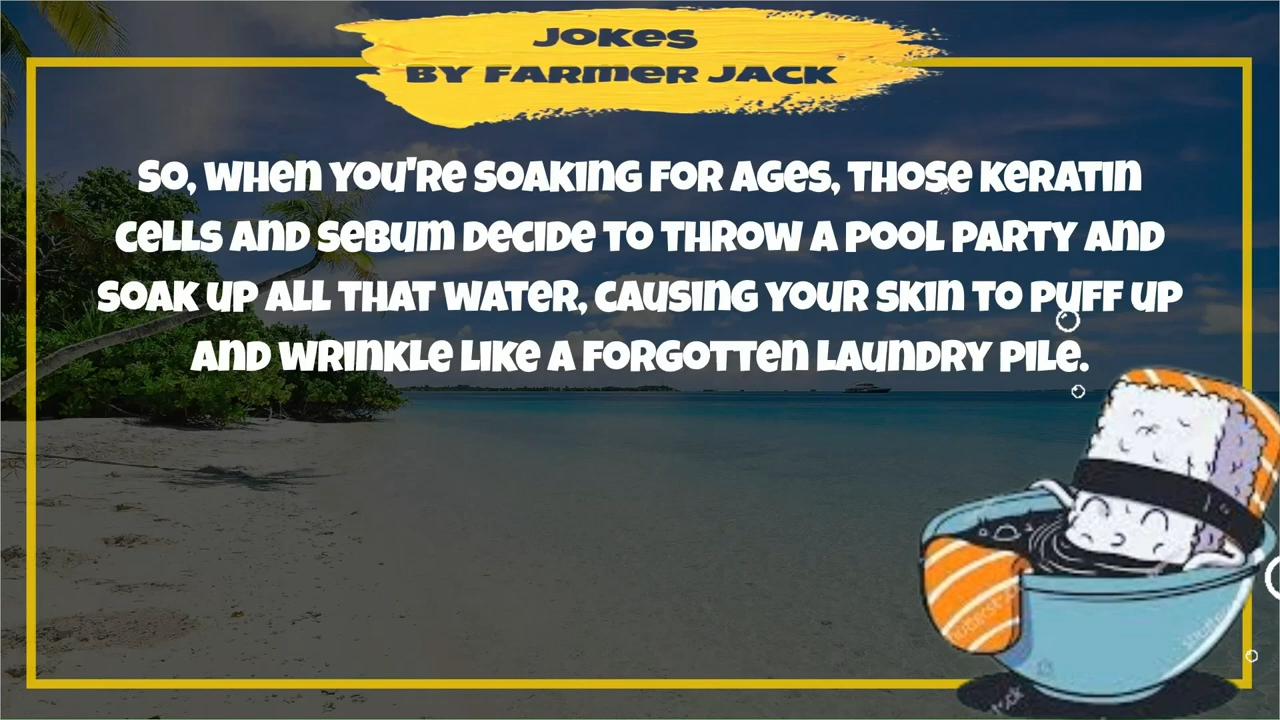 Jokes
By Farmer Jack
So, when you're soaking for ages, those keratin
cells and sebum decide to throw a pool party and
soak up all that water, causing your skin to puff up
and wrinkle like a forgotten laundry pile.